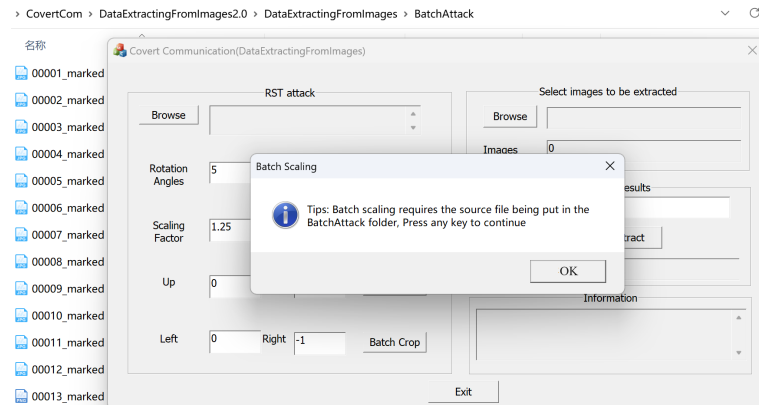 › CovertCom › DataExtractingFromImages2.0 › DataExtractingFromImages › BatchAttack
名称
00001_marked
00002_marked
00003_marked
00004_marked
00005_marked
00006_marked
00007_marked
00008_marked
00009_marked
00010_marked
00011_marked
00012_marked
00013_marked
Covert Communication(DataExtractingFromImages)
RST attack
Browse
Rotation
Angles
5
Scaling
Factor
1.25
Up
0
Left
0
Right
-1
Batch Crop
Select images to be extracted
Browse
Images
0
esults
tract
Information
Exit
Batch Scaling
Tips: Batch scaling requires the source file being put in the
BatchAttack folder, Press any key to continue
OK